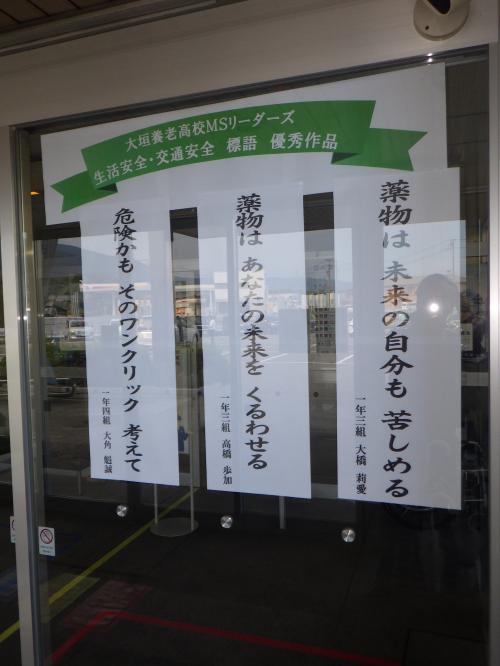 大垣養老高校MSリーダーズ
生活安全・交通安全 標語 優秀作品
薬物は 未来の自分も 苦しめる
一年三組 大橋 莉愛
薬物は あなたの未来を くるわせる
一年三組 高橋 歩加
危険かも そのワンクリック 考えて
一年四組 大角 魁誠